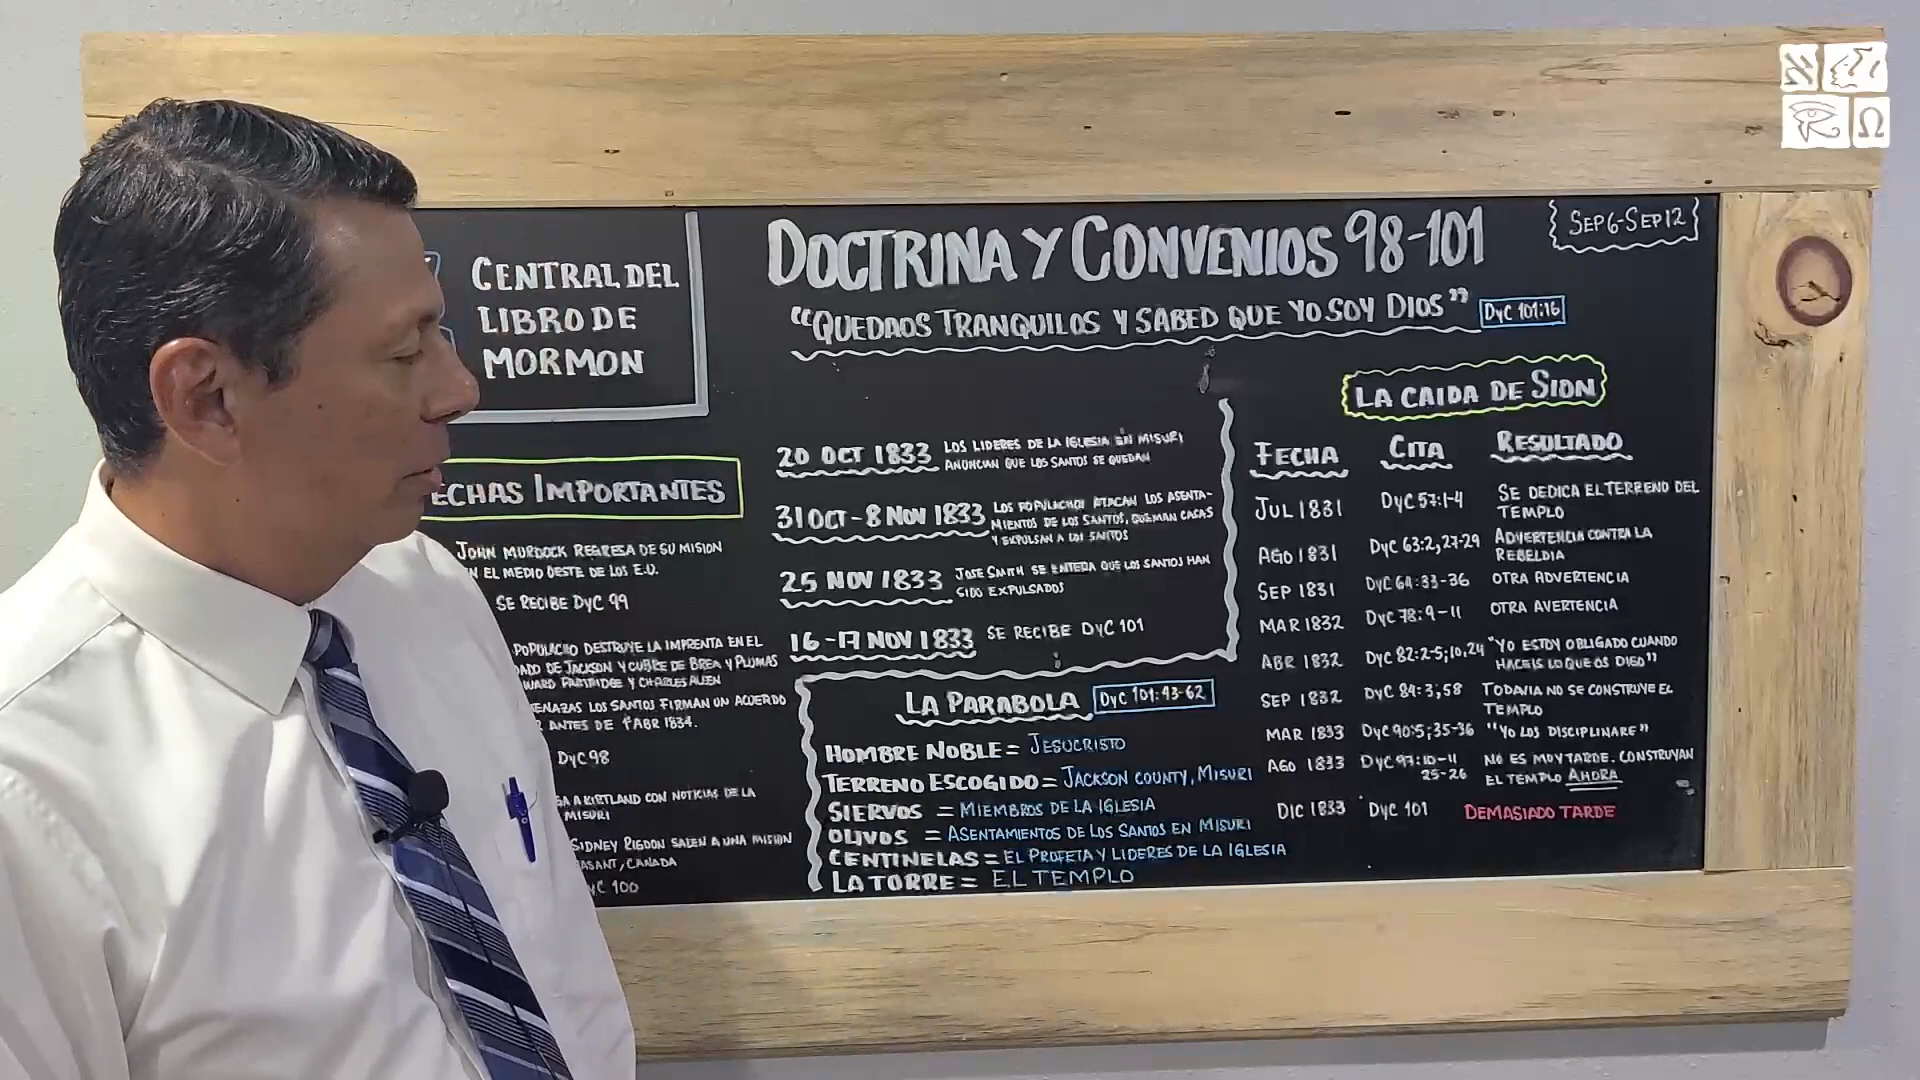 CENTRAL DEL
LIBRO DE
MORMON
DOCTRINA Y CONVENIOS 98-101
SEP 6-SEP 12
"QUEDAOS TRANQUILOS Y SABED QUE YO SOY DIOS"
DyC 101:16
ECHAS IMPORTANTES
JOHN MURDOCK REGRESA DE SU MISION
N EL MEDIO OESTE DE LOS E.U.
SE RECIBE DyC 99
POPULACHO DESTRUYE LA IMPRENTA EN EL
DADO DE JACKSON Y CUBRE DE BREA Y PLUMAS
WARD PARTRIDGE Y CHARLES ALLEN
ENAZAS LOS SANTOS FIRMAN UN ACUERDO
R ANTES DE 1º ABR 1834.
DyC 98
GA A KIRTLAND CON NOTICIAS DE LA
MISURI
SIDNEY RIGDON SALEN A UNA MISION
ASANT, CANADA
yC 100
20 OCT 1833 LOS LIDERES DE LA IGLESIA EN MISURI
ANUNCIAN QUE LOS SANTOS SE QUEDAN
31 OCT-8 NOV 1833 LOS POPULACHOS ATACAN LOS ASENTA-
MIENTOS DE LOS SANTOS, QUEMAN CASAS
Y EXPULSAN A LOS SANTOS
25 NOV 1833 JOSE SMITH SE ENTERA QUE LOS SANTOS HAN
SIDO EXPULSADOS
16-17 NOV 1833 SE RECIBE DyC 101
LA PARABOLA DyC 101:43-62
HOMBRE NOBLE = JESUCRISTO
TERRENO ESCOGIDO = JACKSON COUNTY, MISURI
SIERVOS = MIEMBROS DE LA IGLESIA
OLIVOS = ASENTAMIENTOS DE LOS SANTOS EN MISURI
CENTINELAS = EL PROFETA Y LIDERES DE LA IGLESIA
LA TORRE = EL TEMPLO
LA CAIDA DE SION
FECHA CITA RESULTADO
JUL 1831 DyC 57:1-4 SE DEDICA EL TERRENO DEL
TEMPLO
AGO 1831 DyC 63:2,27-29 ADVERTENCIA CONTRA LA
REBELDIA
SEP 1831 DyC 64:33-36 OTRA ADVERTENCIA
MAR 1832 DyC 78:9-11 OTRA AVERTENCIA
ABR 1832 DyC 82:2-5;10,24 "YO ESTOY OBLIGADO CUANDO
HACEIS LO QUE OS DIGO"
SEP 1832 DyC 84:3;58 TODAVIA NO SE CONSTRUYE EL
TEMPLO
MAR 1833 DyC 90:5;35-36 "YO LOS DISCIPLINARE"
AGO 1833 DyC 97:10-11 NO ES MUY TARDE. CONSTRUYAN
25-26 EL TEMPLO AHORA
DIC 1833 DyC 101 DEMASIADO TARDE